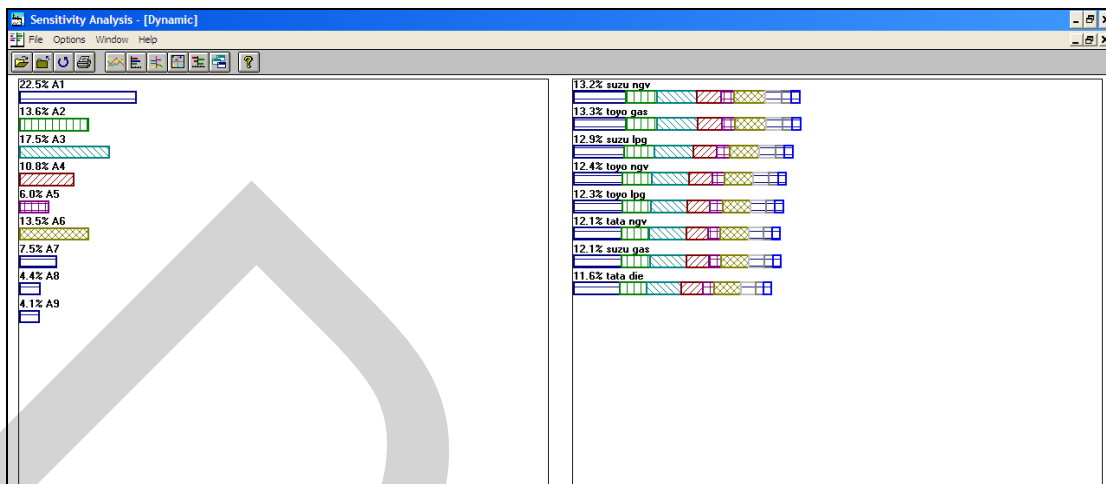 Sensitivity Analysis - [Dynamic]
File Options Window Help
22.5% A1
13.6% A2
17.5% A3
10.8% A4
6.0% A5
13.5% A6
7.5% A7
4.4% A8
4.1% A9
13.2% suzu ngv
13.3% toyo gas
12.9% suzu lpg
12.4% toyo ngv
12.3% toyo lpg
12.1% tata ngv
12.1% suzu gas
11.6% tata die